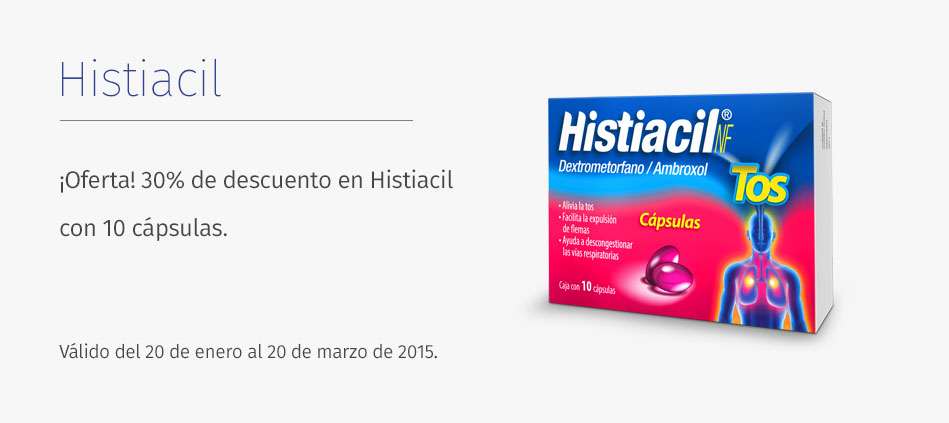 Histiacil
¡Oferta! 30% de descuento en Histiacil
con 10 cápsulas.
Válido del 20 de enero al 20 de marzo de 2015.
Histiacil® NF
Dextrometorfano / Ambroxol
Tos
• Alivia la tos
• Facilita la expulsión
de flemas
• Ayuda a descongestionar
las vías respiratorias
Cápsulas
Caja con 10 cápsulas